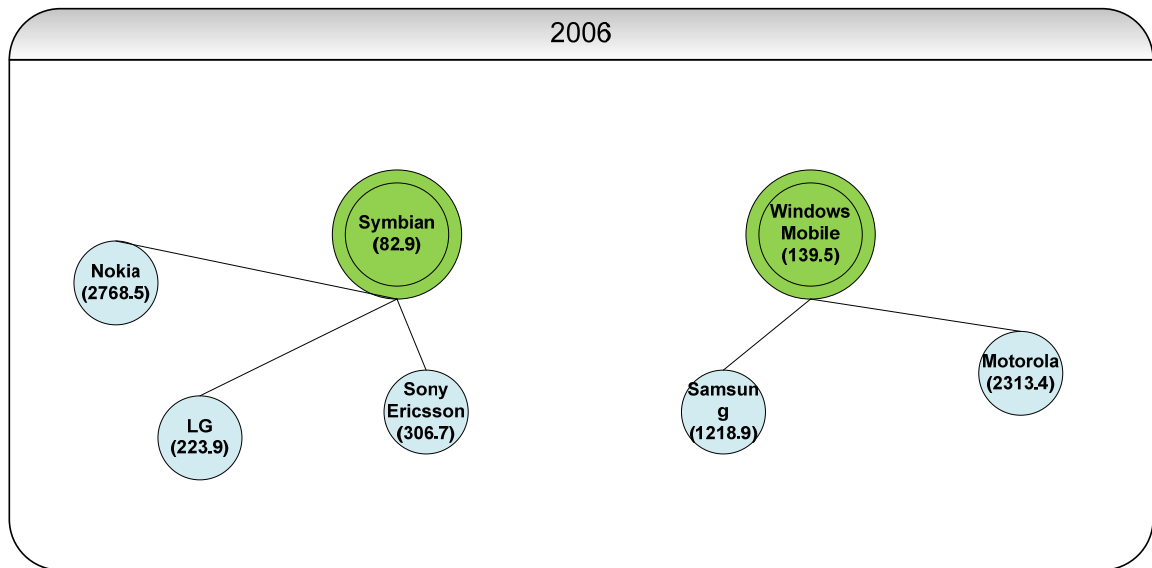 2006
Symbian
(82.9)
Windows
Mobile
(139.5)
Nokia
(2768.5)
LG
(223.9)
Sony
Ericsson
(306.7)
Samsun
g
(1218.9)
Motorola
(2313.4)